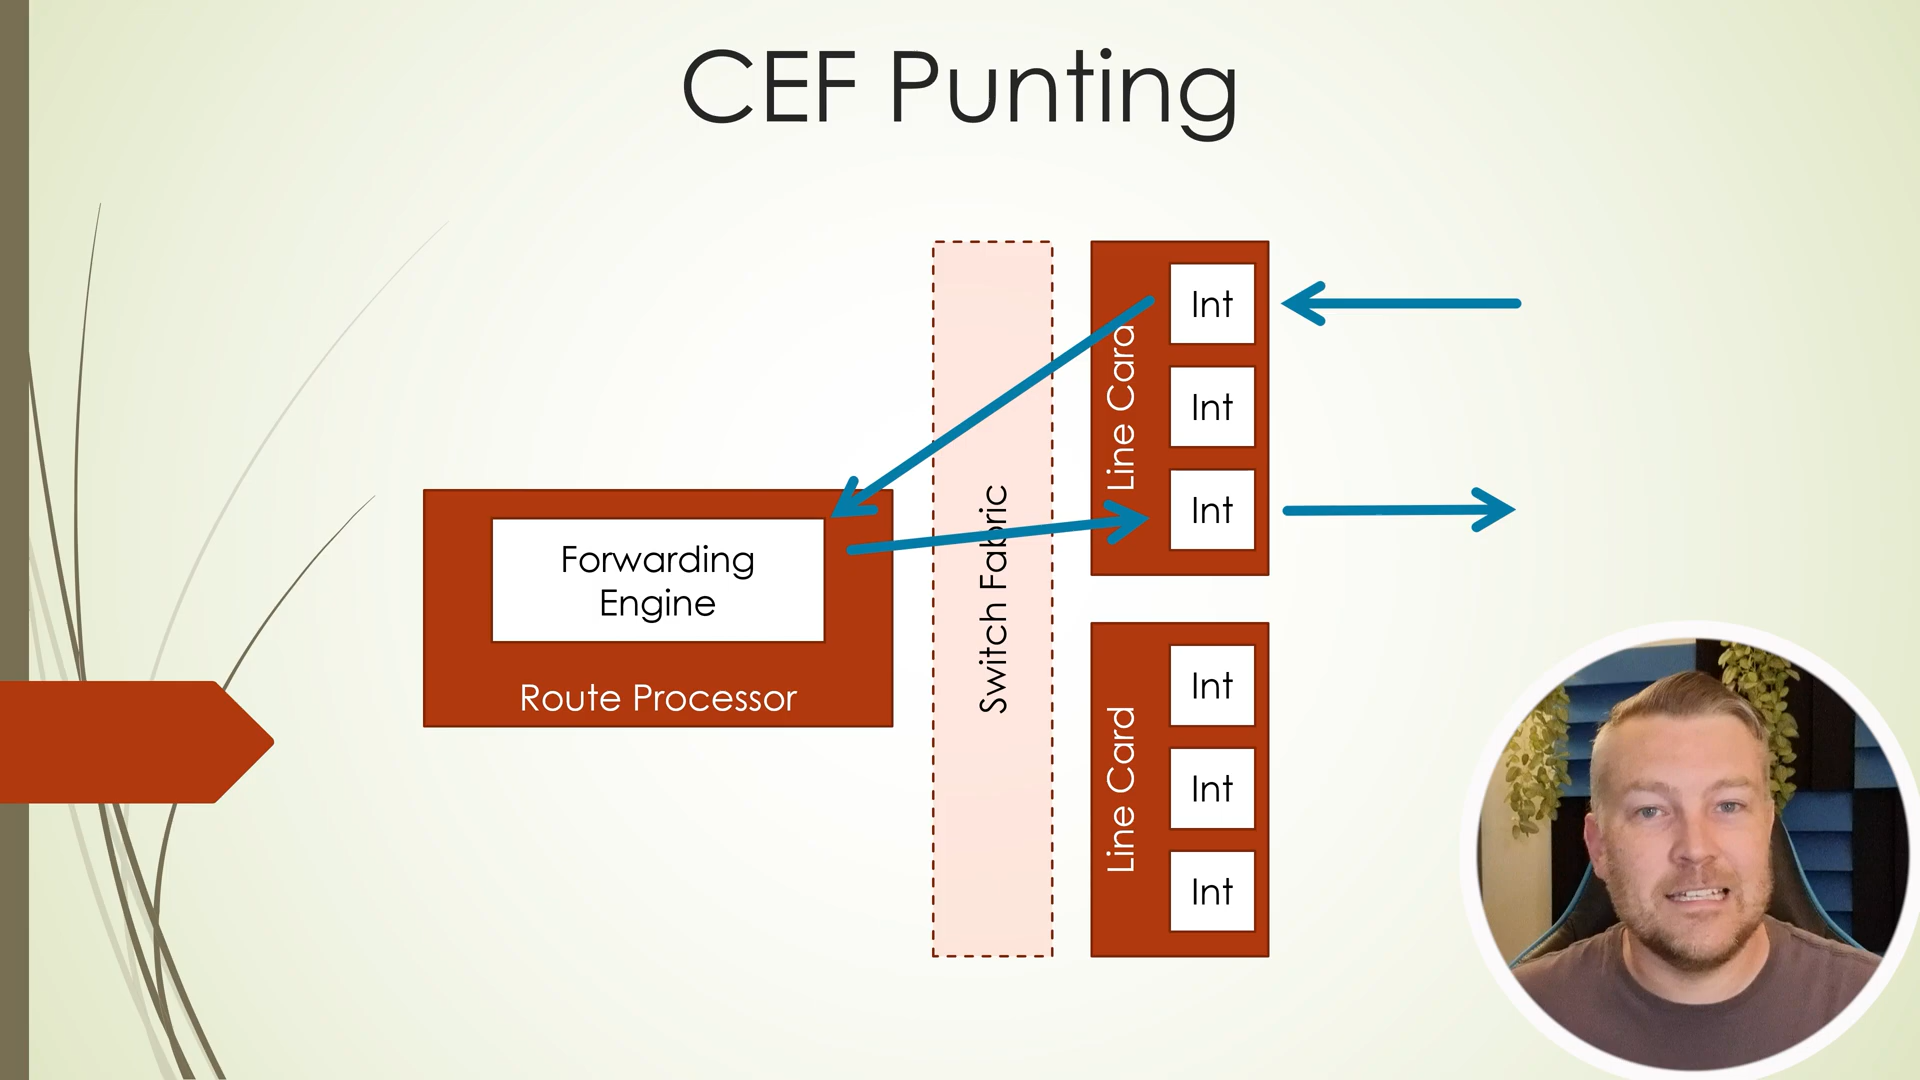 CEF Punting
Forwarding
Engine
Route Processor
Switch Fabric
Line Card
Int
Int
Int
Line Card
Int
Int
Int